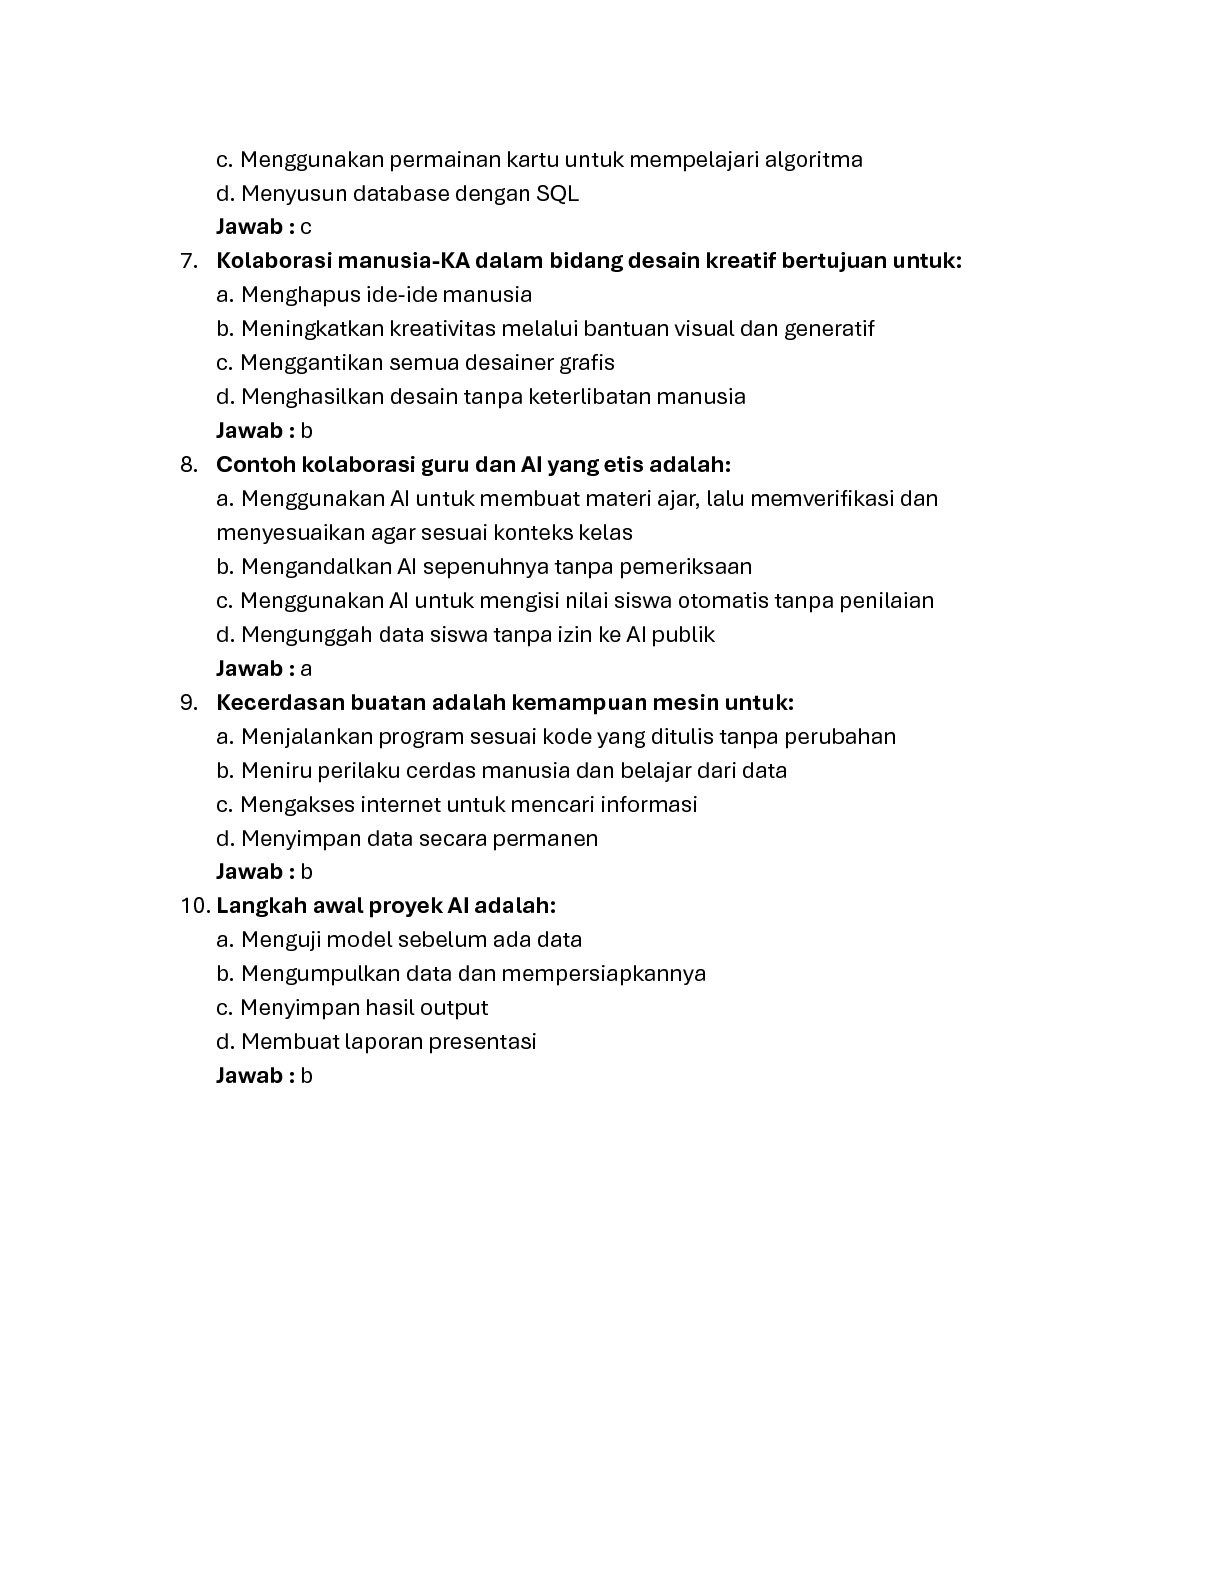 c. Menggunakan permainan kartu untuk mempelajari algoritma
d. Menyusun database dengan SQL
Jawab : c
7. Kolaborasi manusia-KA dalam bidang desain kreatif bertujuan untuk:
a. Menghapus ide-ide manusia
b. Meningkatkan kreativitas melalui bantuan visual dan generatif
c. Menggantikan semua desainer grafis
d. Menghasilkan desain tanpa keterlibatan manusia
Jawab : b
8. Contoh kolaborasi guru dan AI yang etis adalah:
a. Menggunakan AI untuk membuat materi ajar, lalu memverifikasi dan
menyesuaikan agar sesuai konteks kelas
b. Mengandalkan AI sepenuhnya tanpa pemeriksaan
c. Menggunakan AI untuk mengisi nilai siswa otomatis tanpa penilaian
d. Mengunggah data siswa tanpa izin ke AI publik
Jawab : a
9. Kecerdasan buatan adalah kemampuan mesin untuk:
a. Menjalankan program sesuai kode yang ditulis tanpa perubahan
b. Meniru perilaku cerdas manusia dan belajar dari data
c. Mengakses internet untuk mencari informasi
d. Menyimpan data secara permanen
Jawab : b
10. Langkah awal proyek AI adalah:
a. Menguji model sebelum ada data
b. Mengumpulkan data dan mempersiapkannya
c. Menyimpan hasil output
d. Membuat laporan presentasi
Jawab : b